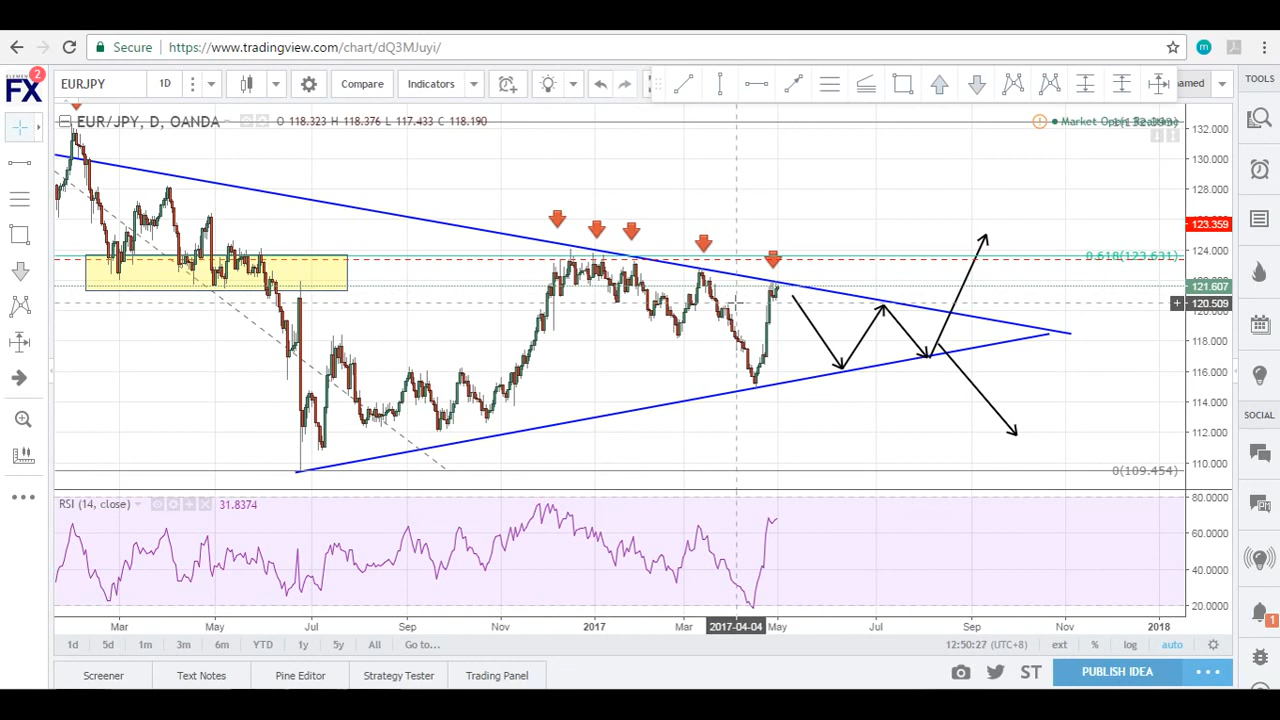 Secure
https://www.tradingview.com/chart/dQ3MJuyi/
FX
2
EURJPY
1D
Compare
Indicator
named
TOOLS
EUR/JPY, D, OANDA
O 118.323 H 118.376 L 117.433 C 118.190
Market Open
132.000
130.000
128.000
124.000
123.359
0.618(123.631)
121.607
120.509
118.000
116.000
114.000
112.000
110.000
0(109.454)
SOCIAL
RSI (14, close)
31.8374
80.0000
60.0000
40.0000
20.0000
Mar
May
Jul
Sep
Nov
2017
Mar
2017-04-04
May
Jul
Sep
Nov
2018
1d
5d
1m
3m
6m
YTD
1y
5y
All
Go to...
12:50:27 (UTC+8)
ext
%
log
auto
1
Screener
Text Notes
Pine Editor
Strategy Tester
Trading Panel
ST
PUBLISH IDEA